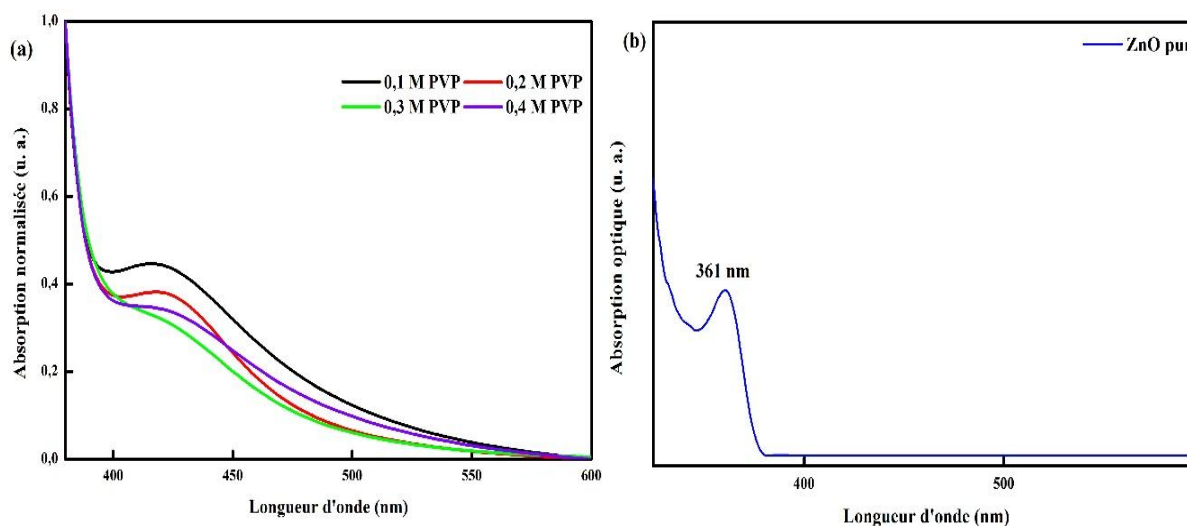 (a)
1,0
0,8
0,6
0,4
0,2
0,0
Absorption normalisée (u. a.)
0,1 M PVP
0,2 M PVP
0,3 M PVP
0,4 M PVP
400
450
500
550
600
Longueur d'onde (nm)
(b)
ZnO pur
361 nm
Absorption optique (u. a.)
400
500
Longueur d'onde (nm)